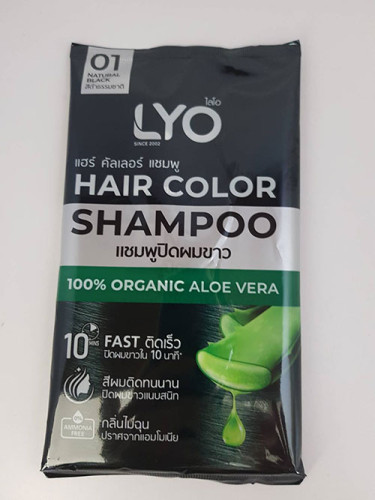 01
NATURAL
BLACK
สีดำธรรมชาติ
ไลโอ
LYO
SINCE 2002
แฮร์ คัลเลอร์ แชมพู
HAIR COLOR
SHAMPOO
แชมพูปิดผมขาว
100% ORGANIC ALOE VERA
10 MINS
FAST ติดเร็ว
ปิดผมขาวใน 10 นาที*
สีผมติดทนนาน
ปิดผมขาวแนบสนิท
0%
AMMONIA
FREE
กลิ่นไม่ฉุน
ปราศจากแอมโมเนีย